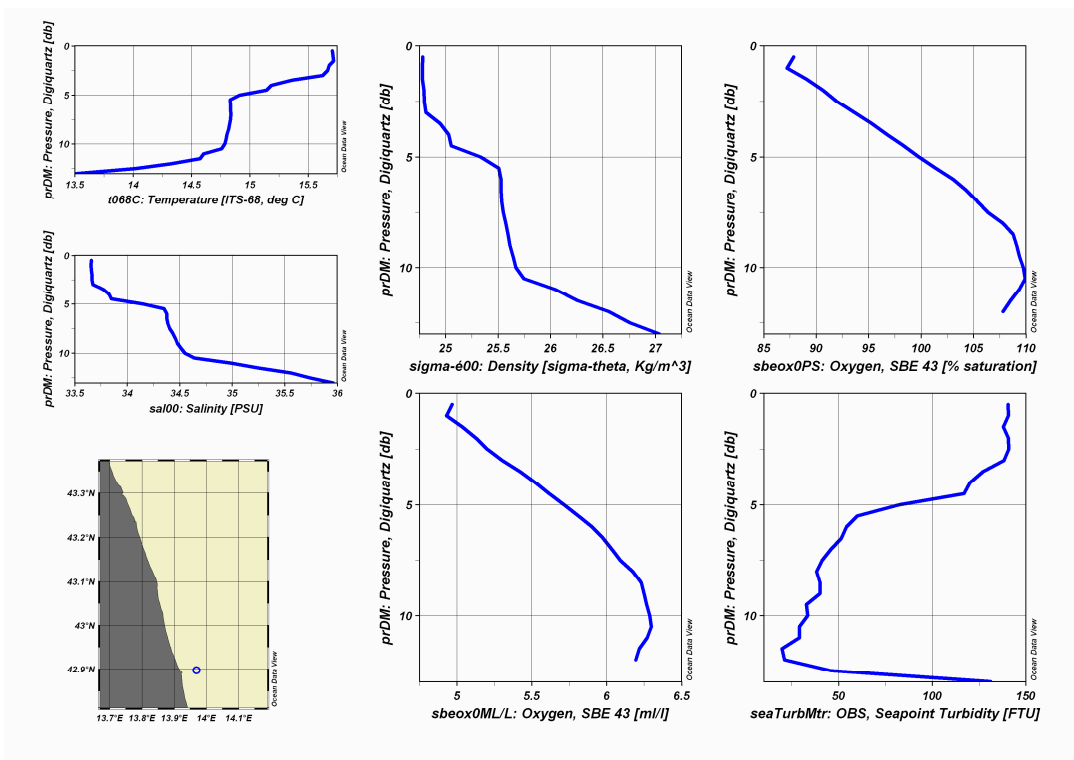 prDM: Pressure, Digiquartz [db]
0
5
10
13.5 14 14.5 15 15.5
t068C: Temperature [ITS-68, deg C]
Ocean Data View
prDM: Pressure, Digiquartz [db]
0
5
10
25 25.5 26 26.5 27
sigma-é00: Density [sigma-theta, Kg/m^3]
Ocean Data View
prDM: Pressure, Digiquartz [db]
0
5
10
85 90 95 100 105 110
sbeox0PS: Oxygen, SBE 43 [% saturation]
Ocean Data View
prDM: Pressure, Digiquartz [db]
0
5
10
33.5 34 34.5 35 35.5 36
sal00: Salinity [PSU]
Ocean Data View
43.3°N
43.2°N
43.1°N
43°N
42.9°N
13.7°E 13.8°E 13.9°E 14°E 14.1°E
Ocean Data View
prDM: Pressure, Digiquartz [db]
0
5
10
5 5.5 6 6.5
sbeox0ML/L: Oxygen, SBE 43 [ml/l]
Ocean Data View
prDM: Pressure, Digiquartz [db]
0
5
10
50 100 150
seaTurbMtr: OBS, Seapoint Turbidity [FTU]
Ocean Data View